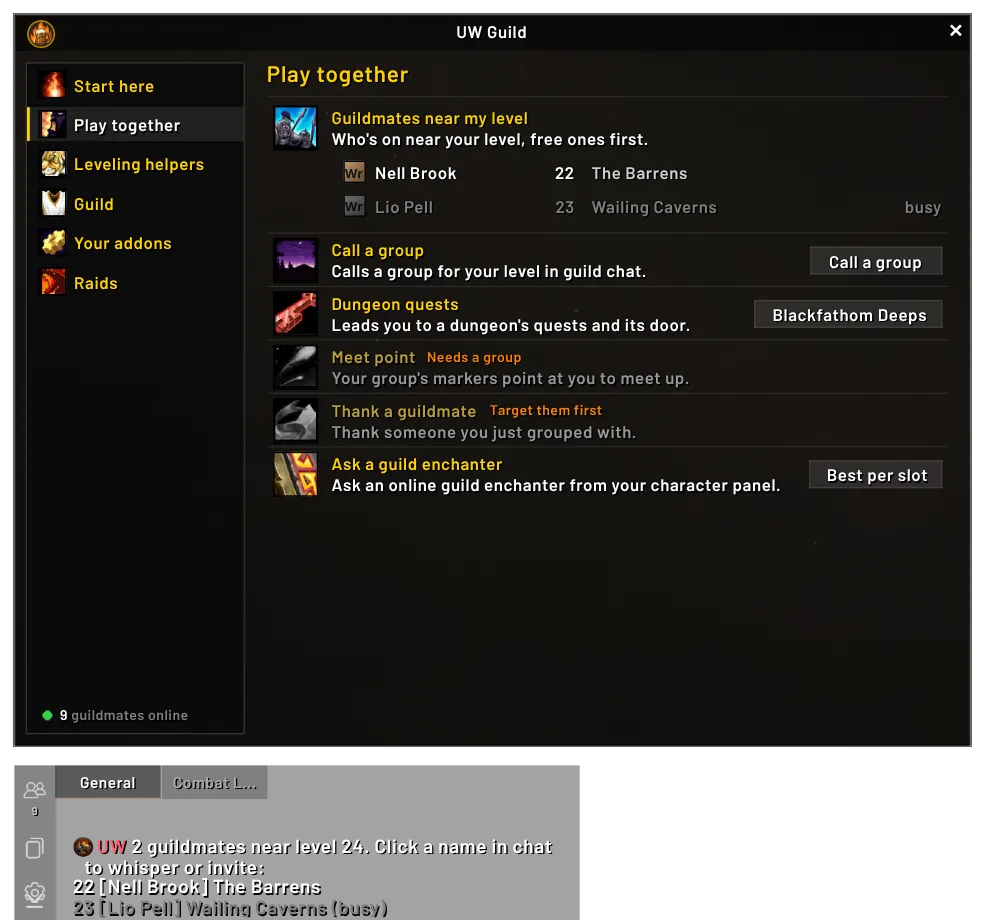 UW Guild
Start here
Play together
Leveling helpers
Guild
Your addons
Raids
9 guildmates online
Play together
Guildmates near my level
Who's on near your level, free ones first.
Wr Nell Brook 22 The Barrens
Wr Lio Pell 23 Wailing Caverns busy
Call a group
Calls a group for your level in guild chat.
Call a group
Dungeon quests
Leads you to a dungeon's quests and its door.
Blackfathom Deeps
Meet point Needs a group
Your group's markers point at you to meet up.
Thank a guildmate Target them first
Thank someone you just grouped with.
Ask a guild enchanter
Ask an online guild enchanter from your character panel.
Best per slot
General Combat L...
9
UW 2 guildmates near level 24. Click a name in chat
to whisper or invite:
22 [Nell Brook] The Barrens
23 [Lio Pell] Wailing Caverns (busy)